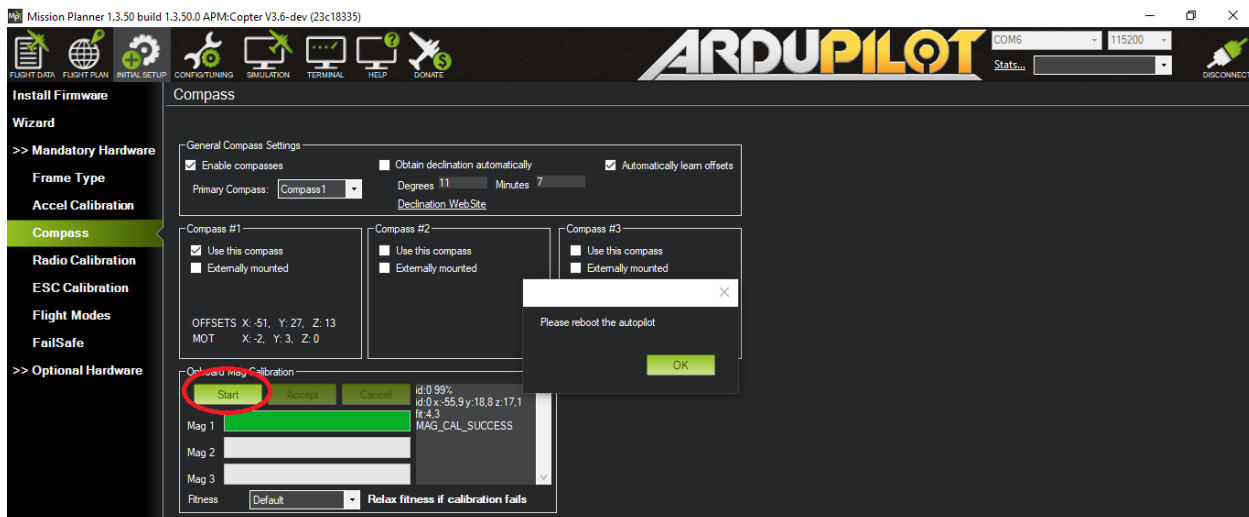 Mission Planner 1.3.50 build 1.3.50.0 APM:Copter V3.6-dev (23c18335)
FLIGHT DATA FLIGHT PLAN INITIAL SETUP CONFIG/TUNING SIMULATION TERMINAL HELP DONATE
ARDUPILOT
COM6 115200
Stats...
DISCONNECT
Install Firmware
Wizard
>> Mandatory Hardware
Frame Type
Accel Calibration
Compass
Radio Calibration
ESC Calibration
Flight Modes
FailSafe
>> Optional Hardware
Compass
General Compass Settings
Enable compasses Obtain declination automatically Automatically learn offsets
Primary Compass: Compass1 Degrees 11 Minutes 7
Declination WebSite
Compass #1
Use this compass
Externally mounted
OFFSETS X: -51, Y: 27, Z: 13
MOT X: -2, Y: 3, Z: 0
Compass #2
Use this compass
Externally mounted
Compass #3
Use this compass
Externally mounted
Please reboot the autopilot
OK
Onboard Mag Calibration
Start Accept Cancel
id:0 99%
id:0 x:-55,9 y:18,8 z:17,1
fit:4,3
MAG_CAL_SUCCESS
Mag 1
Mag 2
Mag 3
Fitness Default Relax fitness if calibration fails